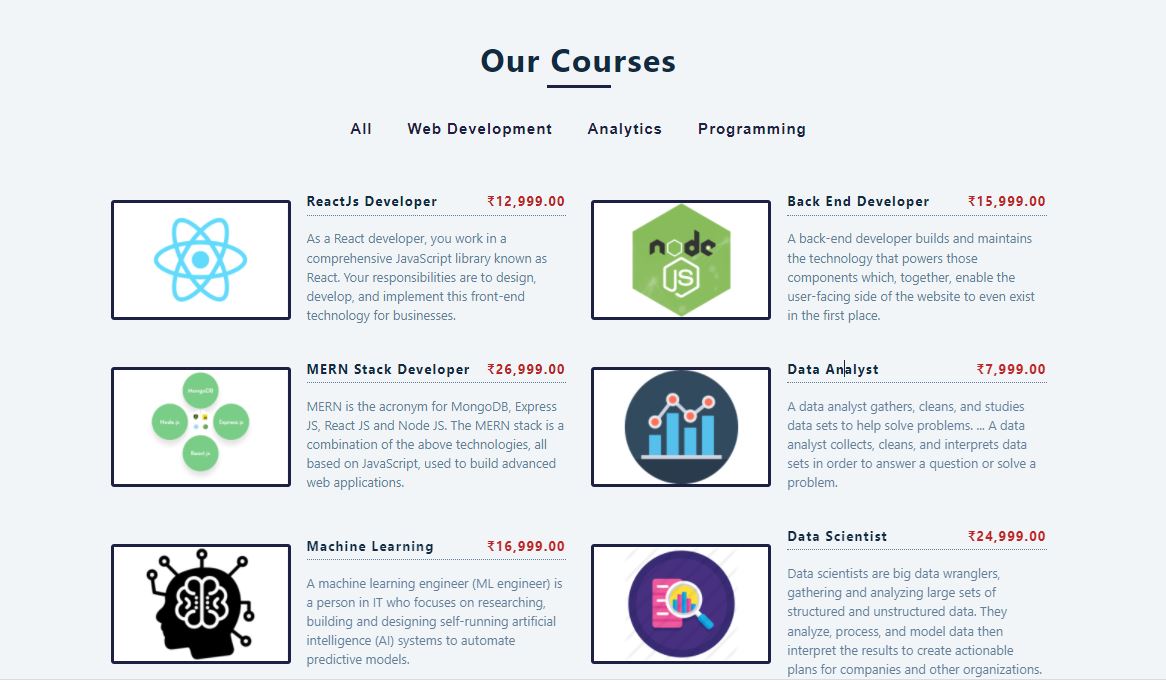 Our Courses
All Web Development Analytics Programming
ReactJs Developer ₹12,999.00
As a React developer, you work in a
comprehensive JavaScript library known as
React. Your responsibilities are to design,
develop, and implement this front-end
technology for businesses.
node
JS
Back End Developer ₹15,999.00
A back-end developer builds and maintains
the technology that powers those
components which, together, enable the
user-facing side of the website to even exist
in the first place.
MongoDB
Node js
Express js
React js
MERN Stack Developer ₹26,999.00
MERN is the acronym for MongoDB, Express
JS, React JS and Node JS. The MERN stack is a
combination of the above technologies, all
based on JavaScript, used to build advanced
web applications.
Data Analyst ₹7,999.00
A data analyst gathers, cleans, and studies
data sets to help solve problems. ... A data
analyst collects, cleans, and interprets data
sets in order to answer a question or solve a
problem.
Machine Learning ₹16,999.00
A machine learning engineer (ML engineer) is
a person in IT who focuses on researching,
building and designing self-running artificial
intelligence (AI) systems to automate
predictive models.
Data Scientist ₹24,999.00
Data scientists are big data wranglers,
gathering and analyzing large sets of
structured and unstructured data. They
analyze, process, and model data then
interpret the results to create actionable
plans for companies and other organizations.